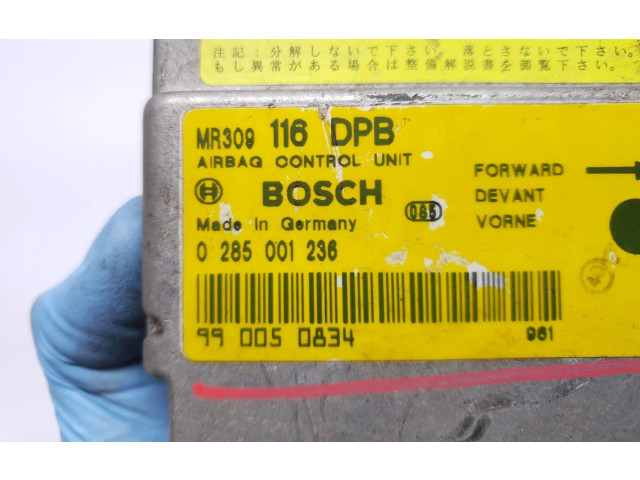 注記：分解しないで下さい。落とさないで下さい。
もし異常がある場合は整備解説書を御覧下さい。
MR309 116 DPB
AIRBAG CONTROL UNIT
BOSCH
085
Made in Germany
0 285 001 236
FORWARD
DEVANT
VORNE
99 005 0834
961